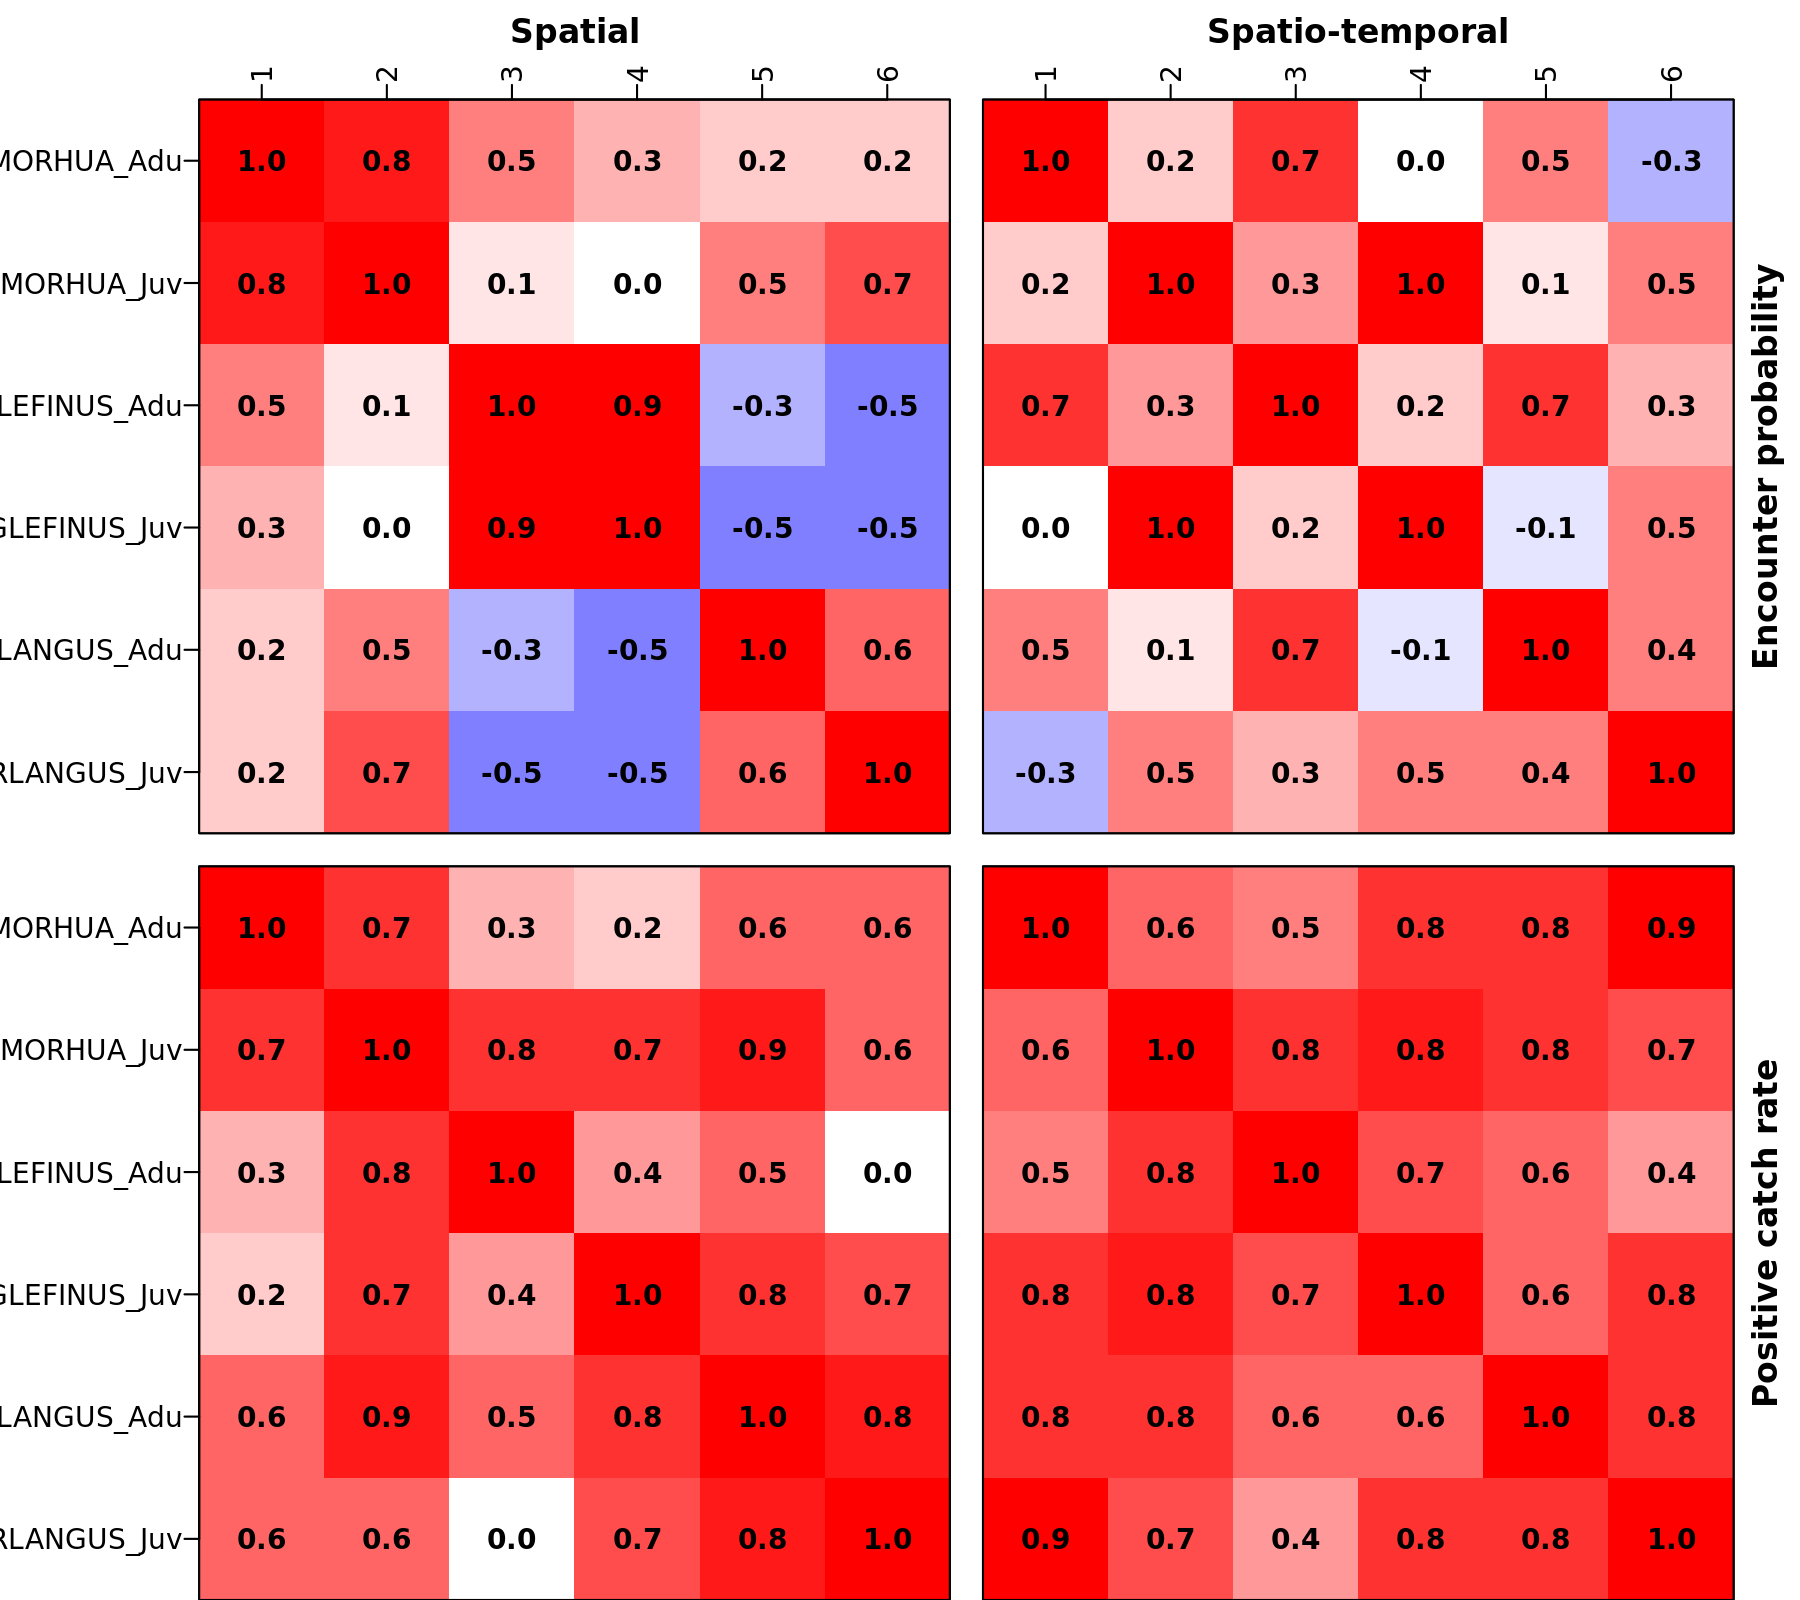 Spatial Spatio-temporal
1 2 3 4 5 6 1 2 3 4 5 6
MORHUA_Adu 1.0 0.8 0.5 0.3 0.2 0.2 1.0 0.2 0.7 0.0 0.5 -0.3
MORHUA_Juv 0.8 1.0 0.1 0.0 0.5 0.7 0.2 1.0 0.3 1.0 0.1 0.5
LEFINUS_Adu 0.5 0.1 1.0 0.9 -0.3 -0.5 0.7 0.3 1.0 0.2 0.7 0.3
GLEFINUS_Juv 0.3 0.0 0.9 1.0 -0.5 -0.5 0.0 1.0 0.2 1.0 -0.1 0.5
LANGUS_Adu 0.2 0.5 -0.3 -0.5 1.0 0.6 0.5 0.1 0.7 -0.1 1.0 0.4
RLANGUS_Juv 0.2 0.7 -0.5 -0.5 0.6 1.0 -0.3 0.5 0.3 0.5 0.4 1.0
Encounter probability
MORHUA_Adu 1.0 0.7 0.3 0.2 0.6 0.6 1.0 0.6 0.5 0.8 0.8 0.9
MORHUA_Juv 0.7 1.0 0.8 0.7 0.9 0.6 0.6 1.0 0.8 0.8 0.8 0.7
LEFINUS_Adu 0.3 0.8 1.0 0.4 0.5 0.0 0.5 0.8 1.0 0.7 0.6 0.4
GLEFINUS_Juv 0.2 0.7 0.4 1.0 0.8 0.7 0.8 0.8 0.7 1.0 0.6 0.8
LANGUS_Adu 0.6 0.9 0.5 0.8 1.0 0.8 0.8 0.8 0.6 0.6 1.0 0.8
RLANGUS_Juv 0.6 0.6 0.0 0.7 0.8 1.0 0.9 0.7 0.4 0.8 0.8 1.0
Positive catch rate